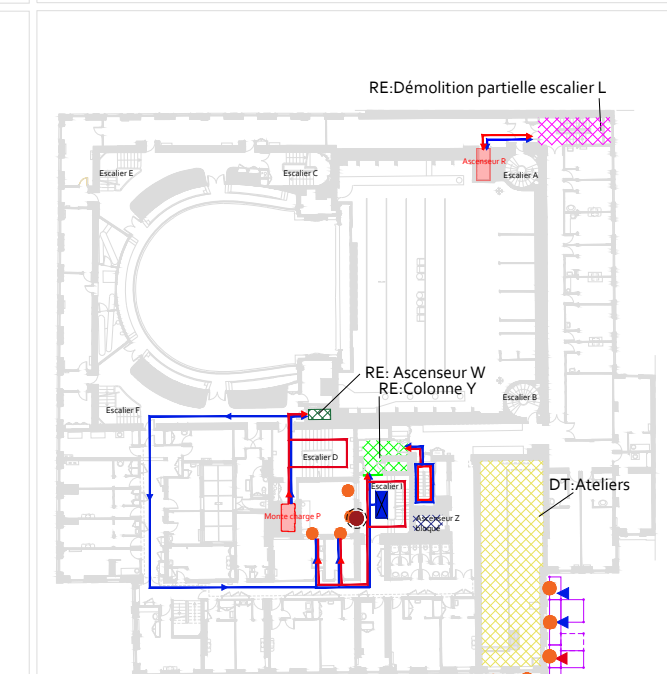 RE:Démolition partielle escalier L
Ascenseur R
Escalier E
Escalier C
Escalier A
RE: Ascenseur W
RE:Colonne Y
Escalier B
Escalier F
Escalier D
DT:Ateliers
Escalier I
Monte charge P
Ascenseur Z
bloqué